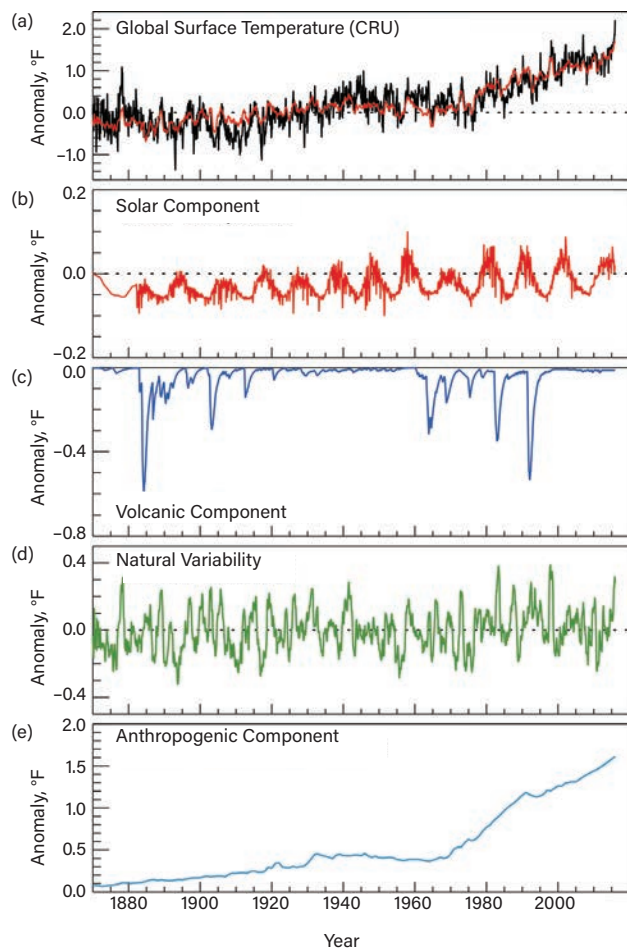 (a)
Global Surface Temperature (CRU)
Anomaly, °F
2.0
1.0
0.0
–1.0
(b)
Solar Component
Anomaly, °F
0.2
0.0
–0.2
(c)
Anomaly, °F
0.0
–0.4
–0.8
Volcanic Component
(d)
Natural Variability
Anomaly, °F
0.4
0.0
–0.4
(e)
Anthropogenic Component
Anomaly, °F
2.0
1.5
1.0
0.5
0.0
1880 1900 1920 1940 1960 1980 2000
Year